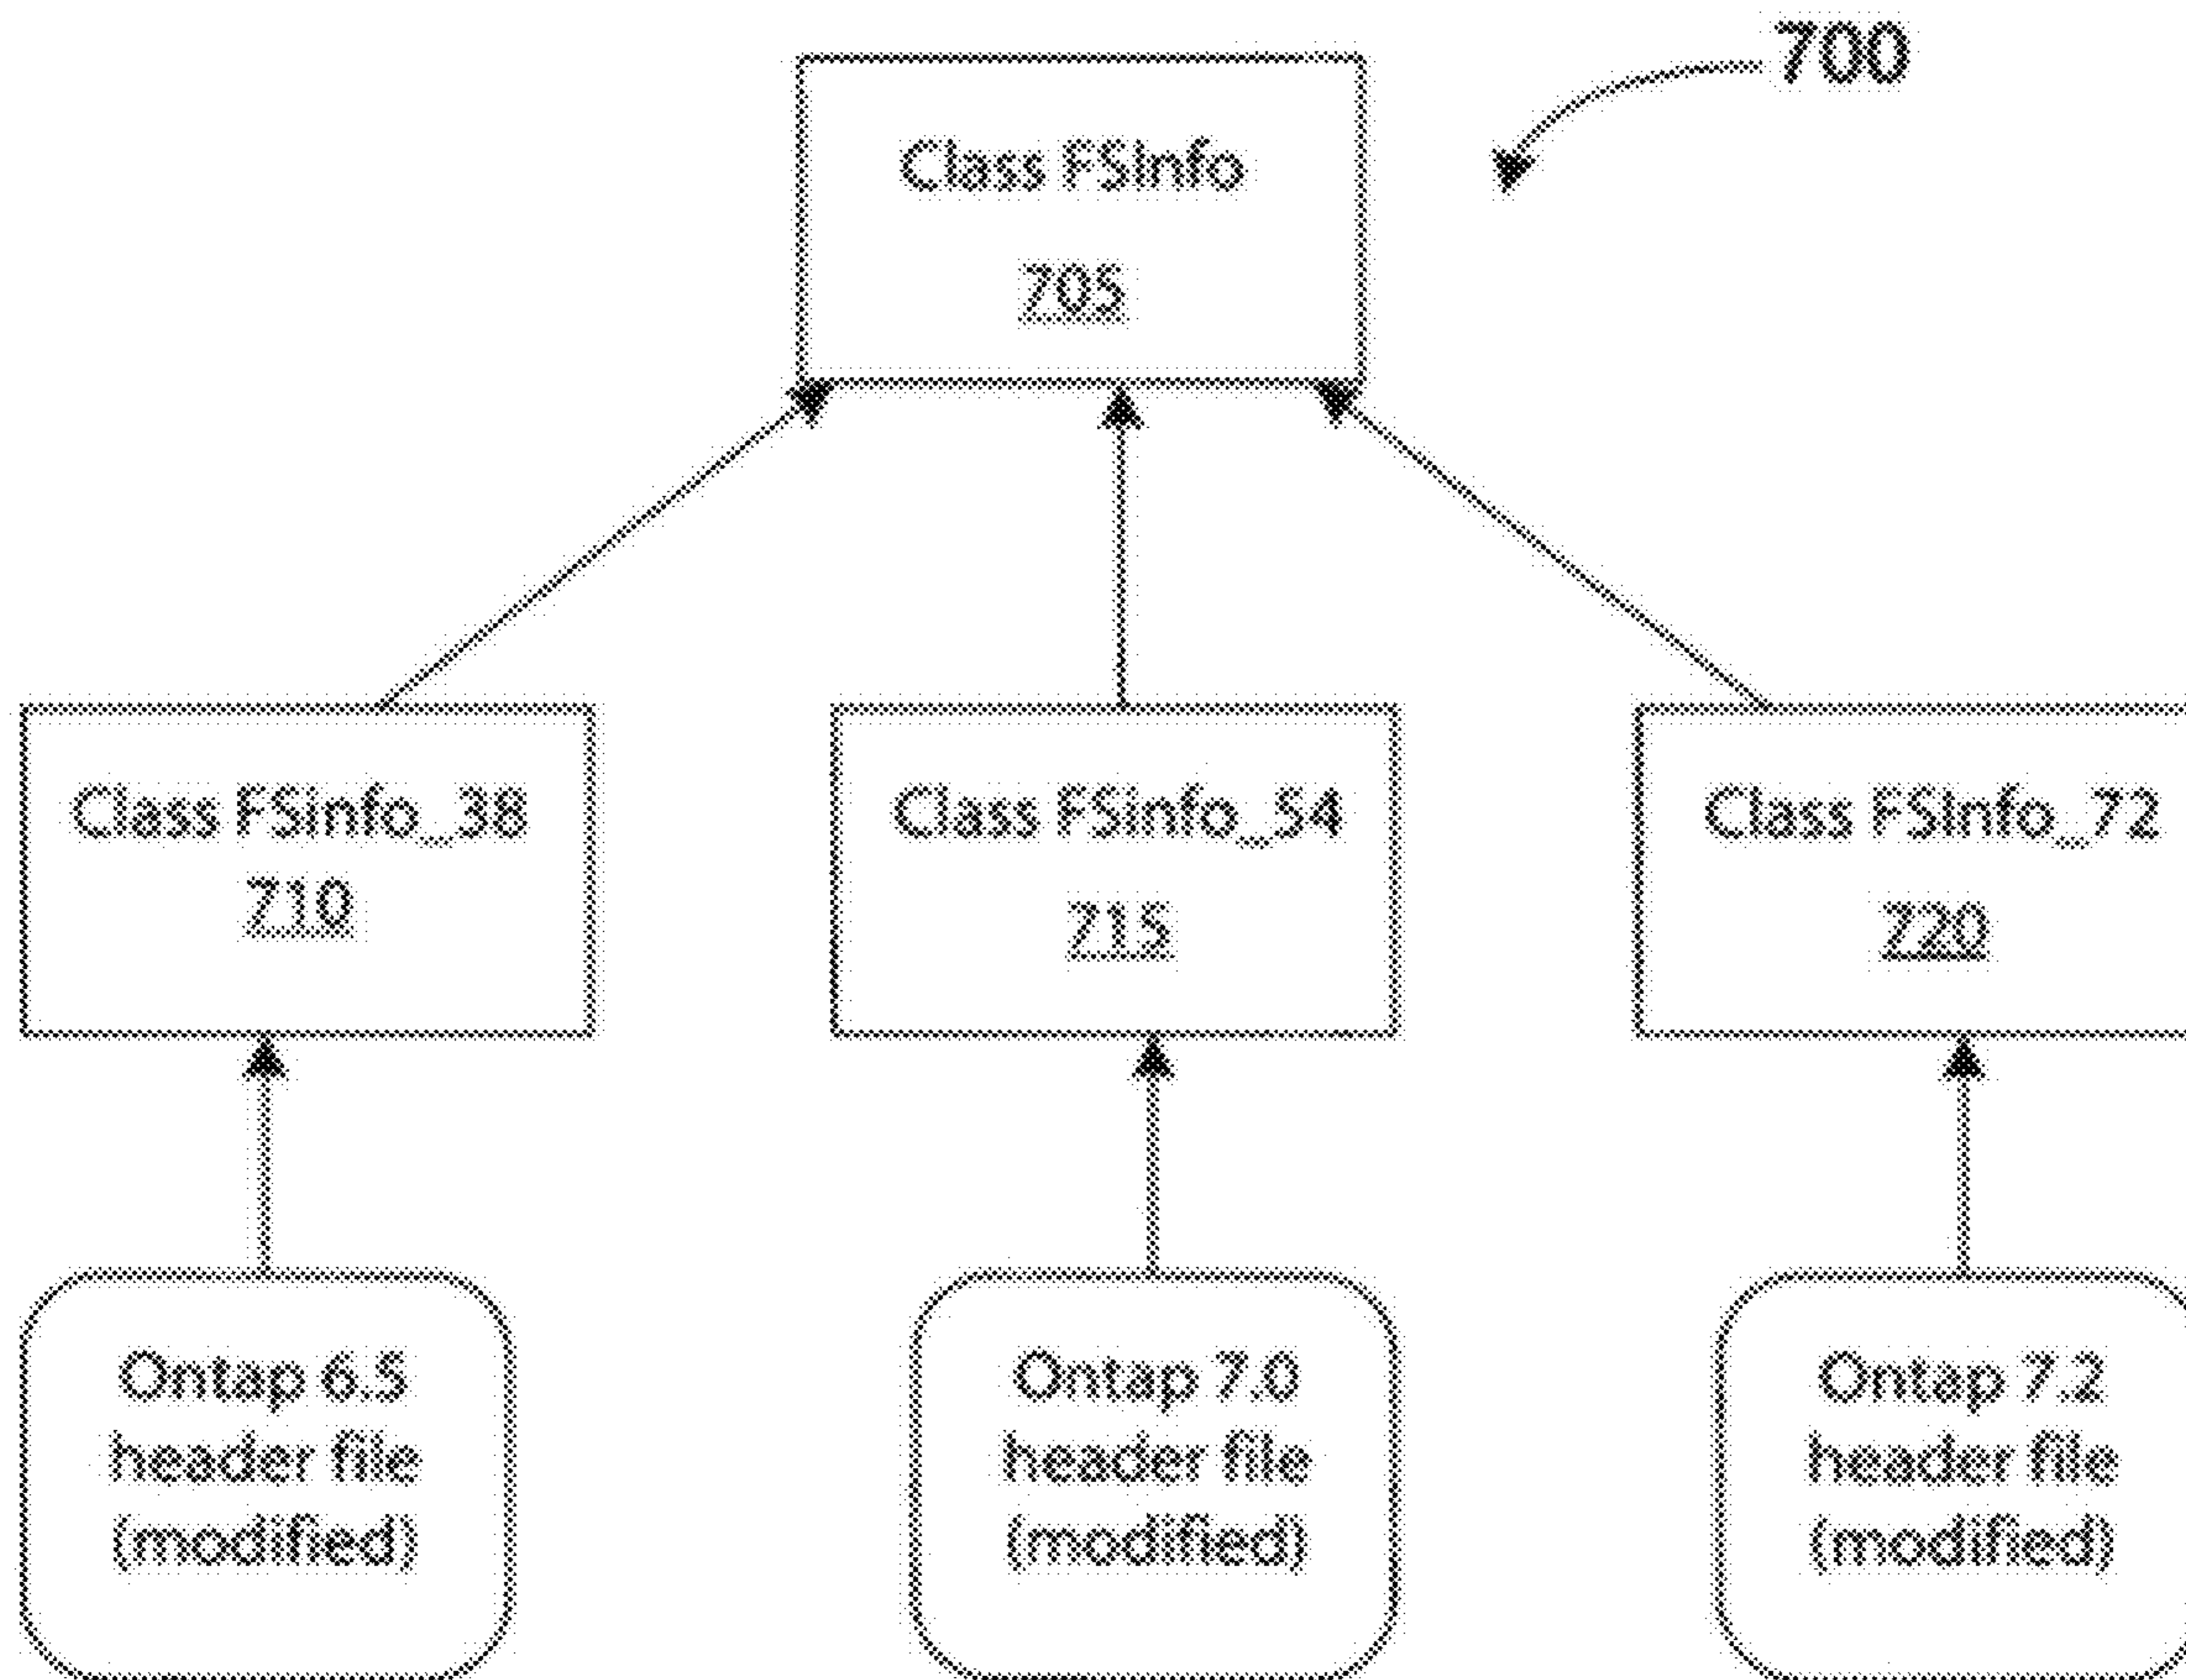 700
Class FSinfo
705
Class FSinfo_38
710
Class FSinfo_54
715
Class FSinfo_72
720
Ontap 6.5
header file
(modified)
Ontap 7.0
header file
(modified)
Ontap 7.2
header file
(modified)